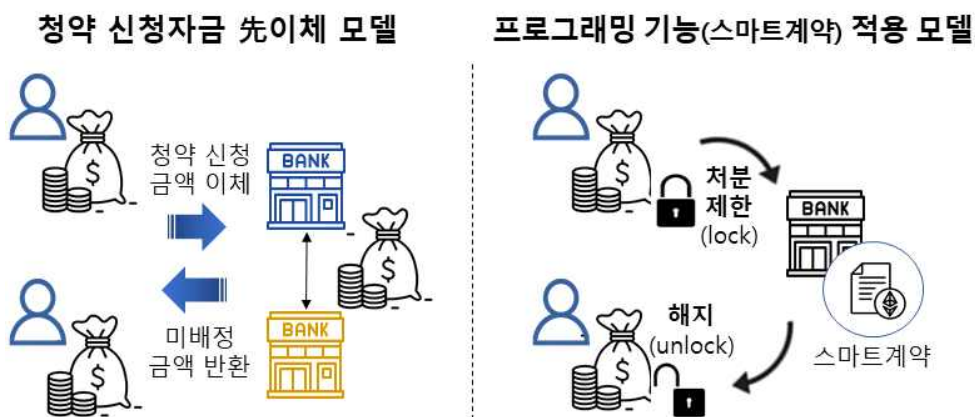 청약 신청자금 先이체 모델
청약 신청
금액 이체
BANK
$
$
BANK
$
미배정
금액 반환
프로그래밍 기능(스마트계약) 적용 모델
$
처분
제한
(lock)
BANK
해지
(unlock)
$
스마트계약